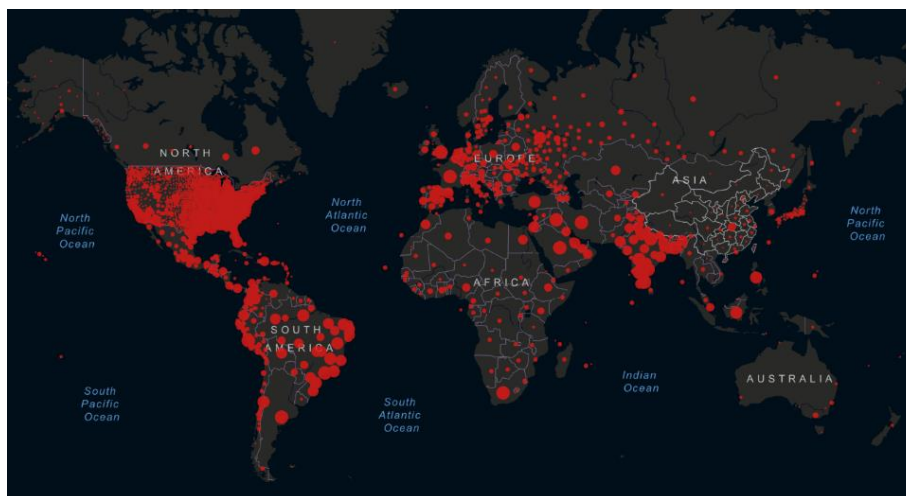 NORTH
AMERICA
EUROPE
ASIA
North
Pacific
Ocean
North
Atlantic
Ocean
North
Pacific
Ocean
AFRICA
SOUTH
AMERICA
South
Pacific
Ocean
South
Atlantic
Ocean
Indian
Ocean
AUSTRALIA